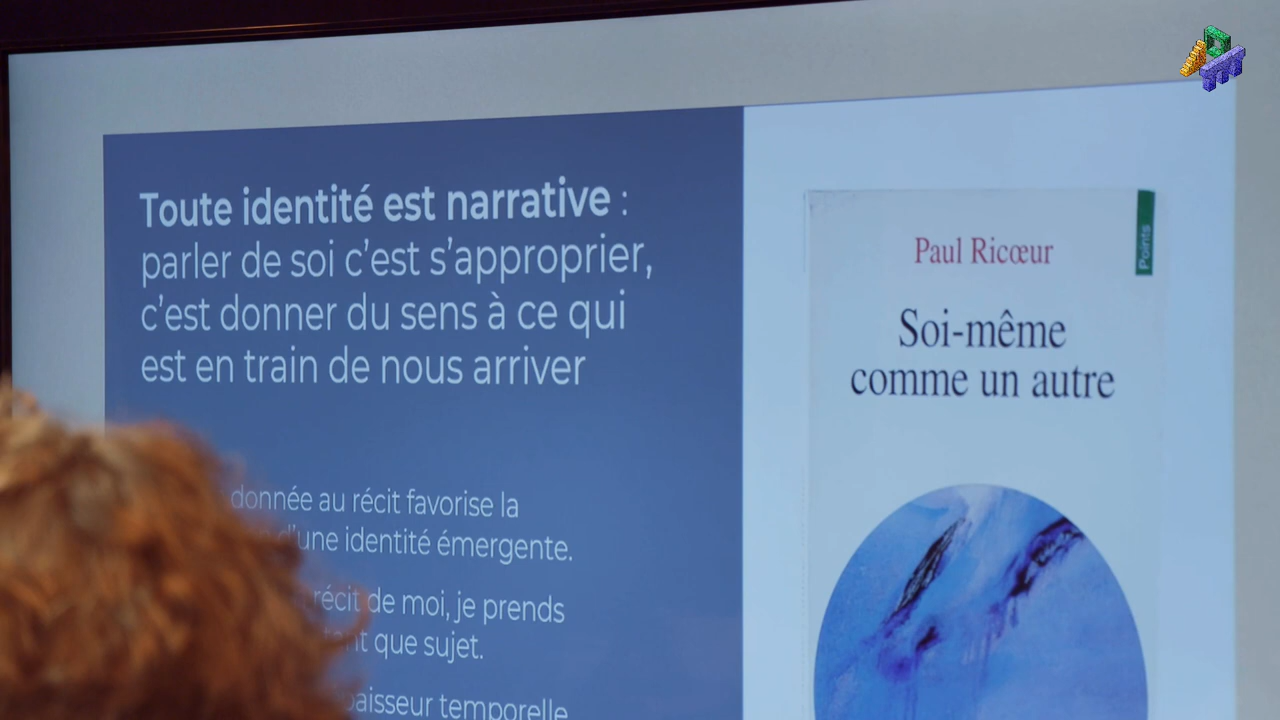 Toute identité est narrative :
parler de soi c'est s'approprier,
c'est donner du sens à ce qui
est en train de nous arriver
donnée au récit favorise la
d'une identité émergente.
récit de moi, je prends
que sujet.
temporelle
Paul Ricœur
Points
Soi-même
comme un autre